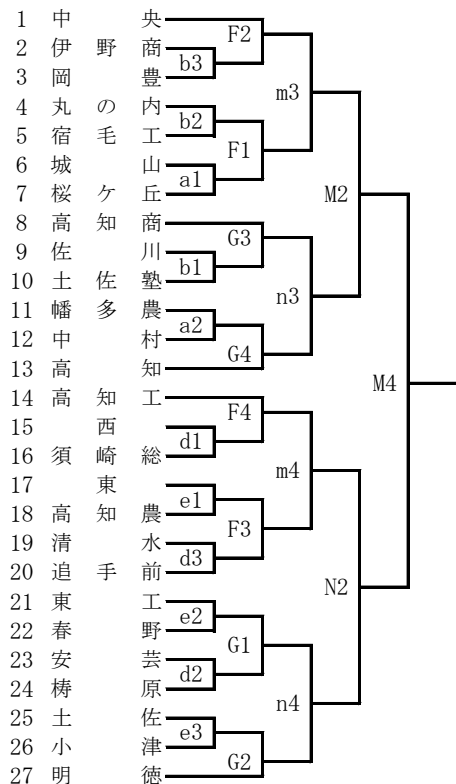 1 中央
2 伊野商
3 岡豊
4 丸の内
5 宿毛工
6 城山
7 桜ケ丘
8 高知商
9 佐川
10 土佐塾
11 幡多農
12 中村
13 高知
14 高知工
15 西
16 須崎総
17 東
18 高知農
19 清水
20 追手前
21 東工
22 春野
23 安芸
24 梼原
25 土佐
26 小津
27 明徳
b3
b2
a1
b1
a2
d1
e1
d3
e2
d2
e3
F2
F1
G3
G4
F4
F3
G1
G2
m3
n3
m4
n4
M2
N2
M4